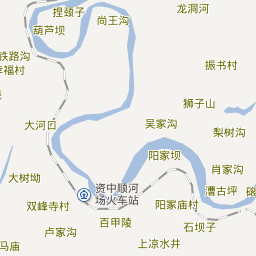 捏颈子
龙洞河
尚王沟
葫芦坝
铁路沟
幸福村
振书村
狮子山
大河口
吴家沟
梨树沟
阳家坝
肖家沟
大树坳
资中顺河
场火车站
漕古坪
双峰寺村
阳家庙村
百甲陵
石坝子
卢家沟
马庙
上凉水井